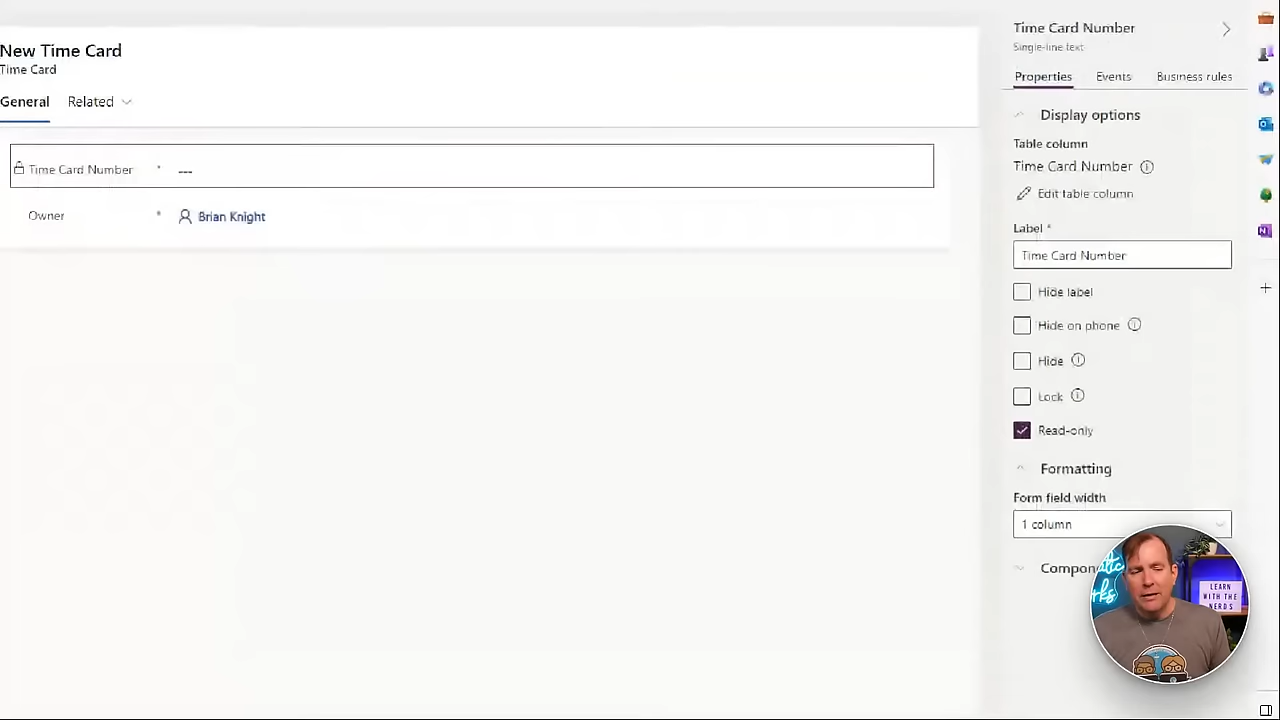 New Time Card
Time Card
General Related
Time Card Number * ---
Owner * Brian Knight
Time Card Number
Single-line text
Properties Events Business rules
Display options
Table column
Time Card Number
Edit table column
Label *
Time Card Number
Hide label
Hide on phone
Hide
Lock
Read-only
Formatting
Form field width
1 column
Compon
LEARN
WITH THE
NERDS